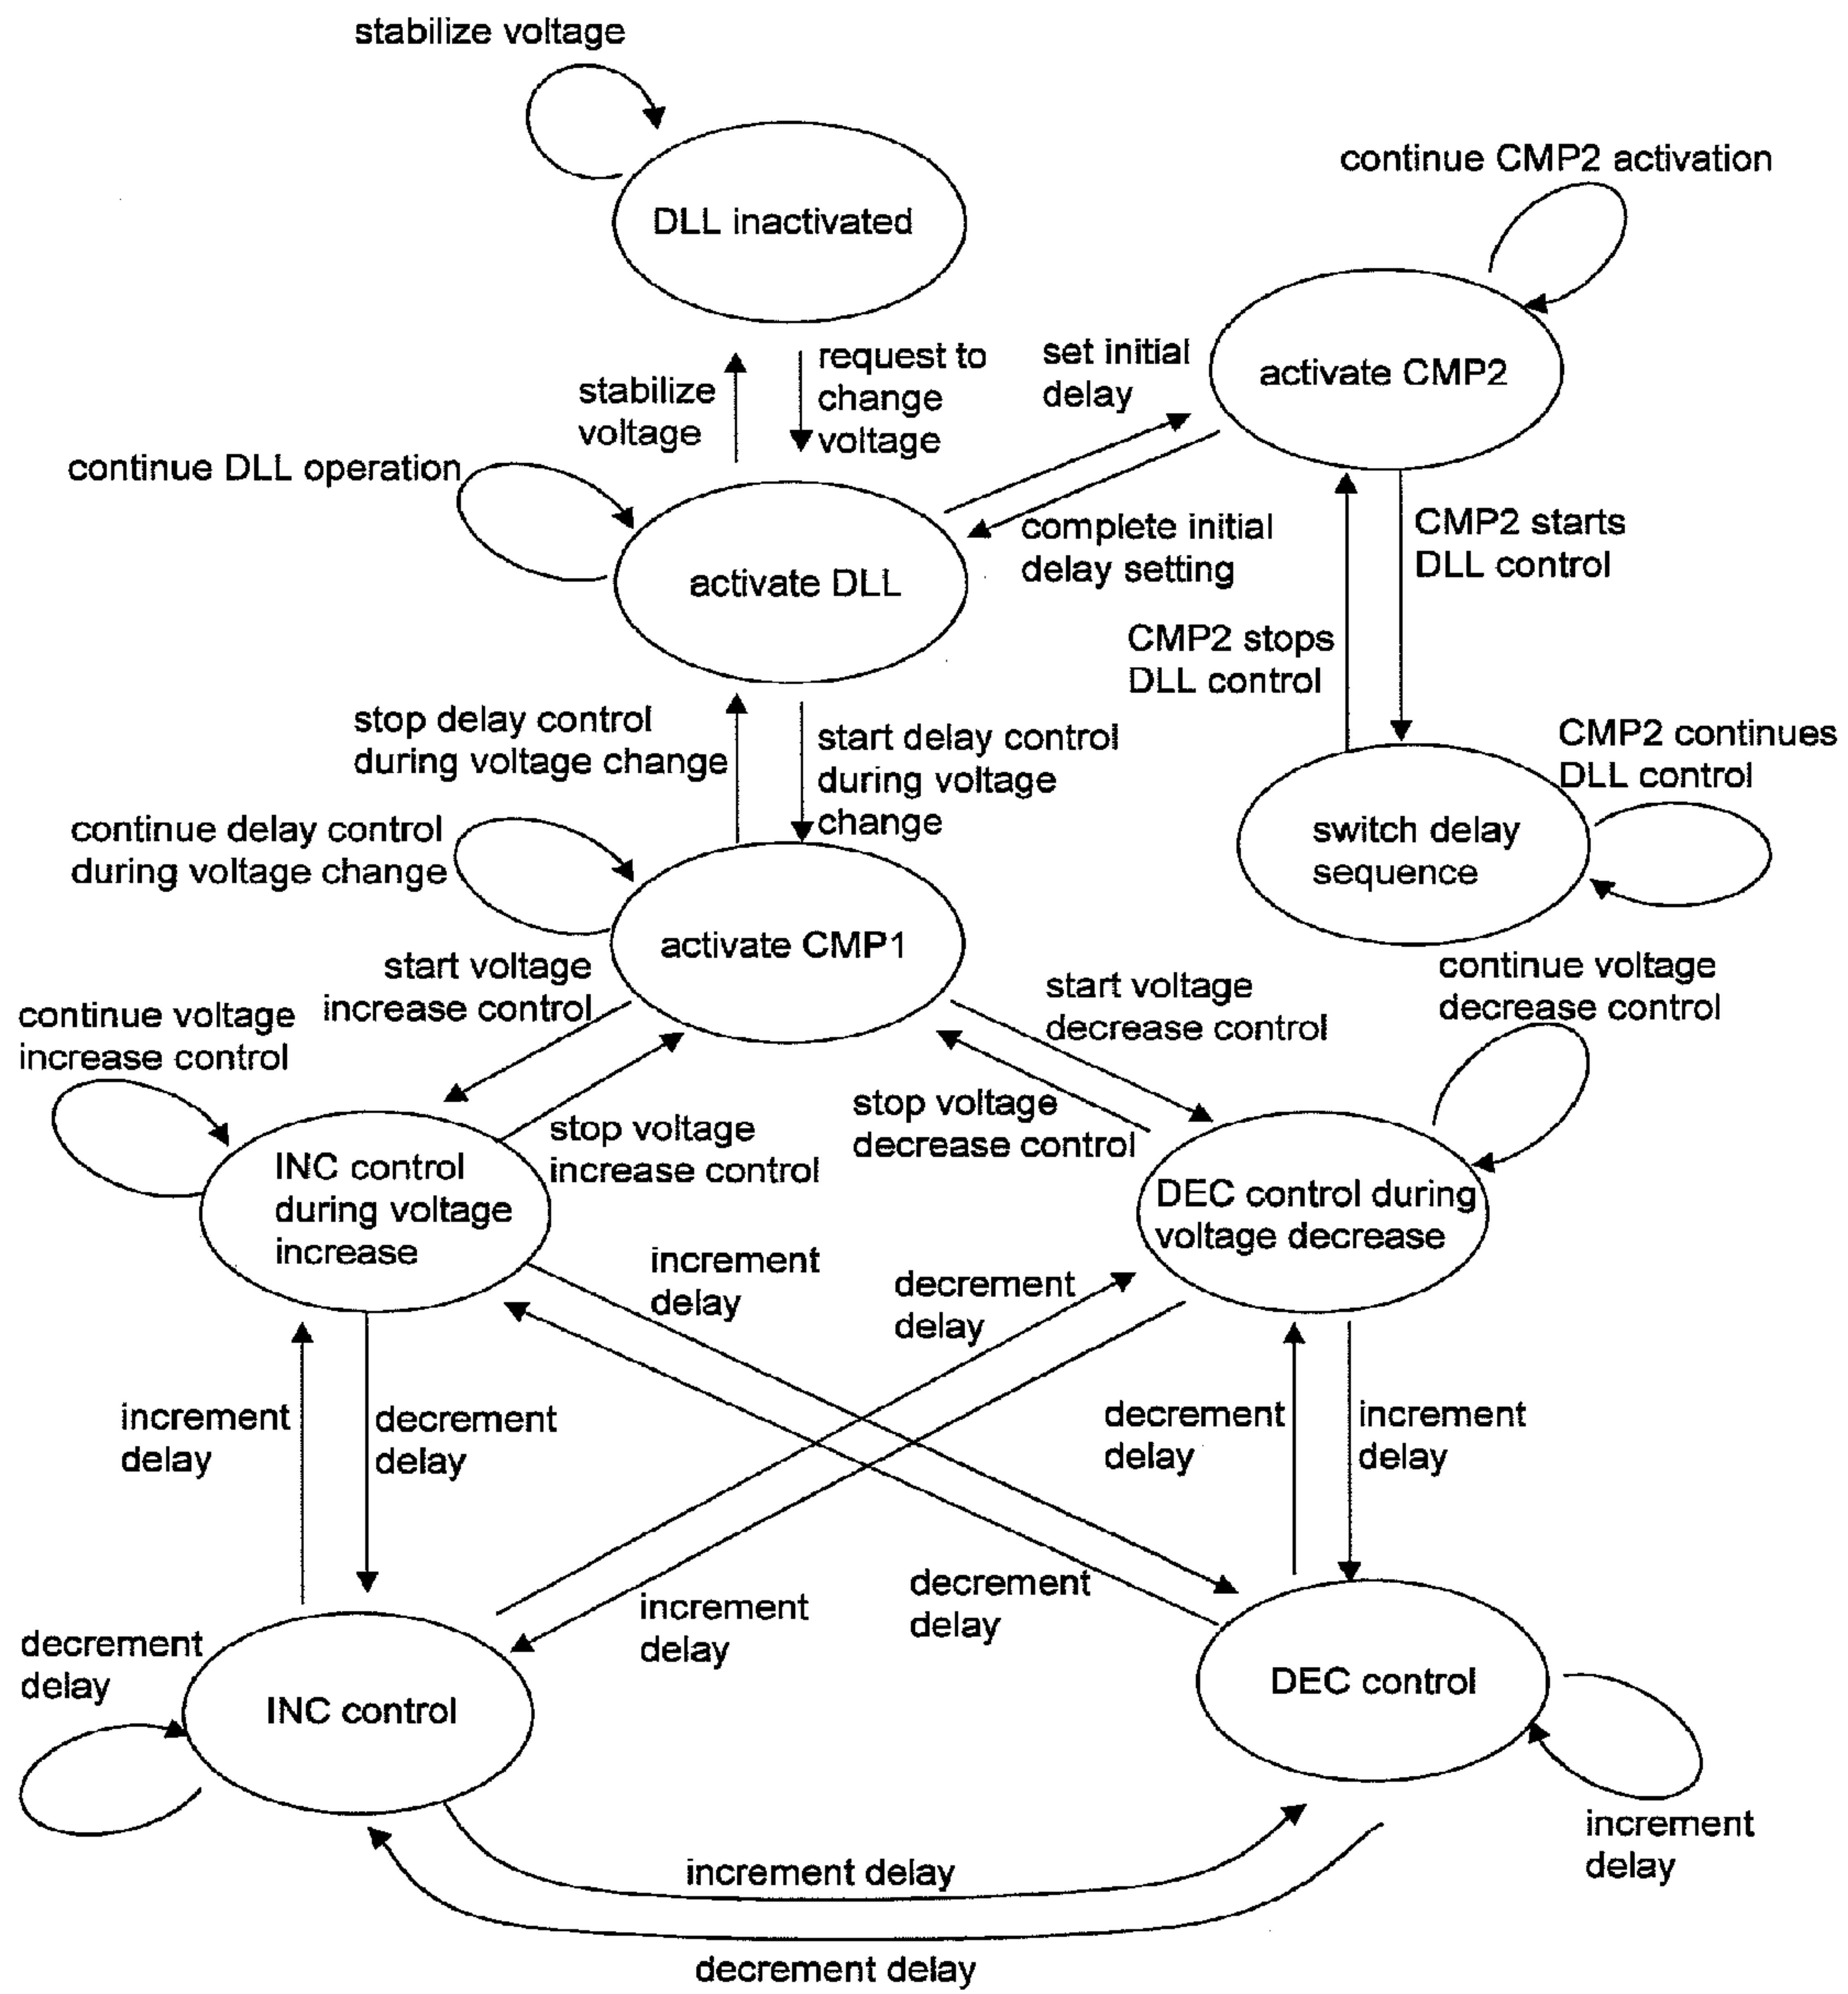 stabilize voltage
continue CMP2 activation
DLL inactivated
activate CMP2
request to
change
voltage
set initial
delay
stabilize
voltage
continue DLL operation
complete initial
delay setting
CMP2 starts
DLL control
activate DLL
CMP2 stops
DLL control
stop delay control
during voltage change
start delay control
during voltage
change
CMP2 continues
DLL control
continue delay control
during voltage change
switch delay
sequence
activate CMP1
start voltage
increase control
start voltage
decrease control
continue voltage
decrease control
continue voltage
increase control
stop voltage
increase control
stop voltage
decrease control
INC control
during voltage
increase
DEC control during
voltage decrease
increment
delay
decrement
delay
increment
delay
decrement
delay
decrement
delay
increment
delay
decrement
delay
increment
delay
decrement
delay
INC control
DEC control
increment
delay
increment delay
decrement delay